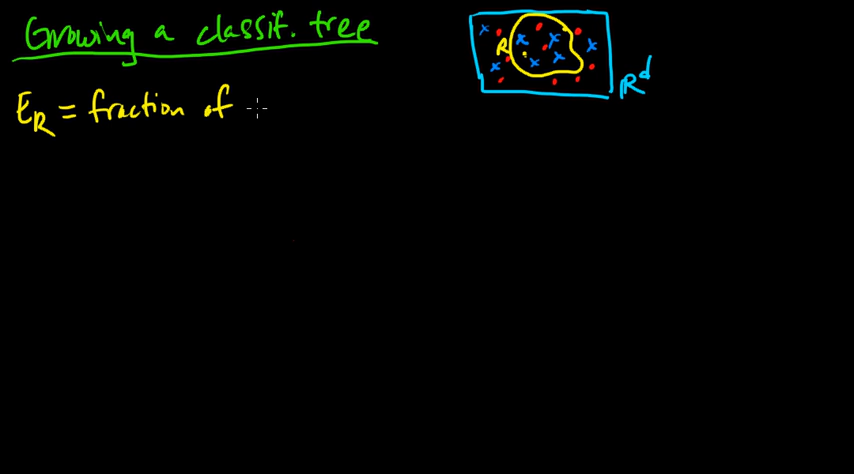 Growing a classif. tree
E_R = fraction of
R
ℝ^d